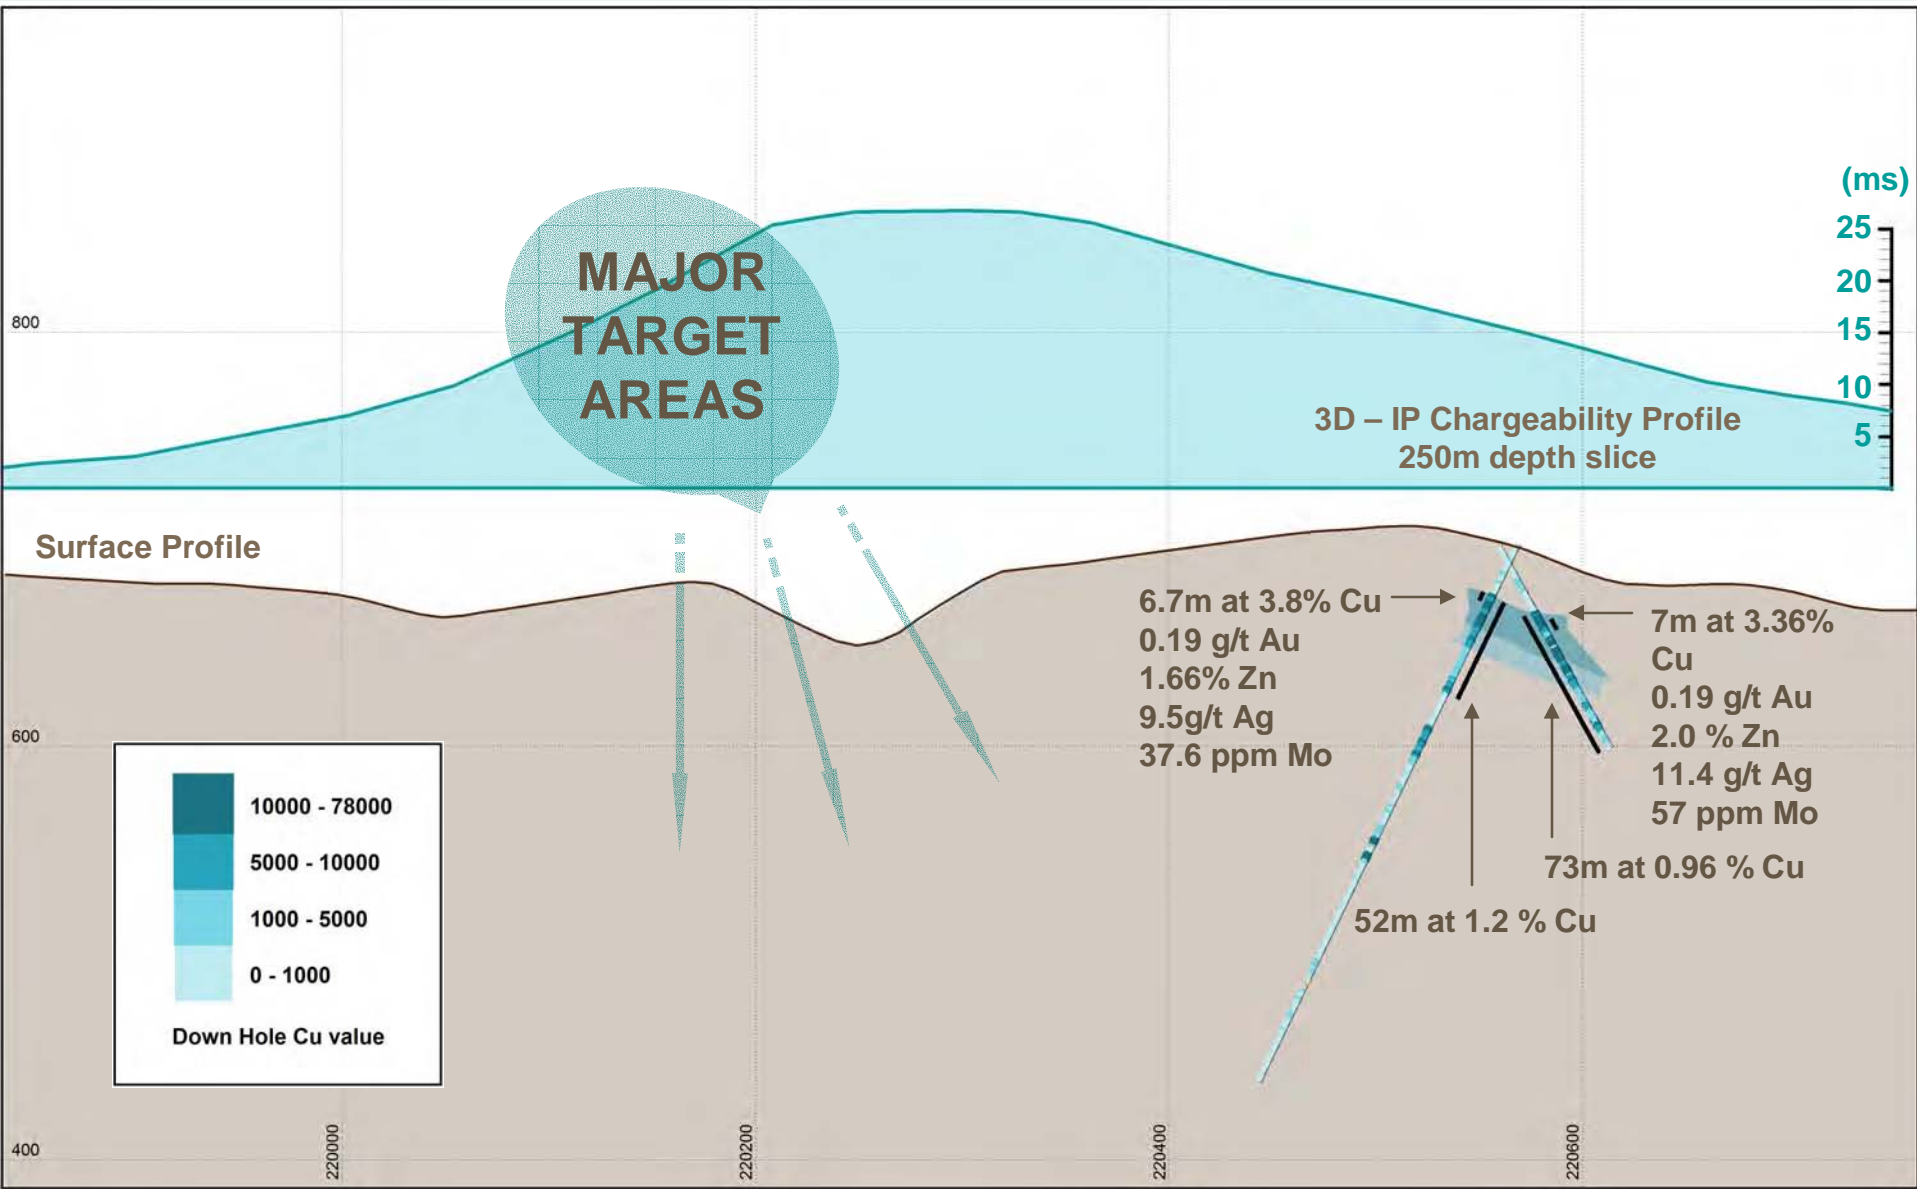 (ms)
25
20
15
10
5
800
600
400
MAJOR
TARGET
AREAS
3D – IP Chargeability Profile
250m depth slice
Surface Profile
6.7m at 3.8% Cu
0.19 g/t Au
1.66% Zn
9.5g/t Ag
37.6 ppm Mo
7m at 3.36%
Cu
0.19 g/t Au
2.0 % Zn
11.4 g/t Ag
57 ppm Mo
73m at 0.96 % Cu
52m at 1.2 % Cu
10000 - 78000
5000 - 10000
1000 - 5000
0 - 1000
Down Hole Cu value
220000
220200
220400
220600